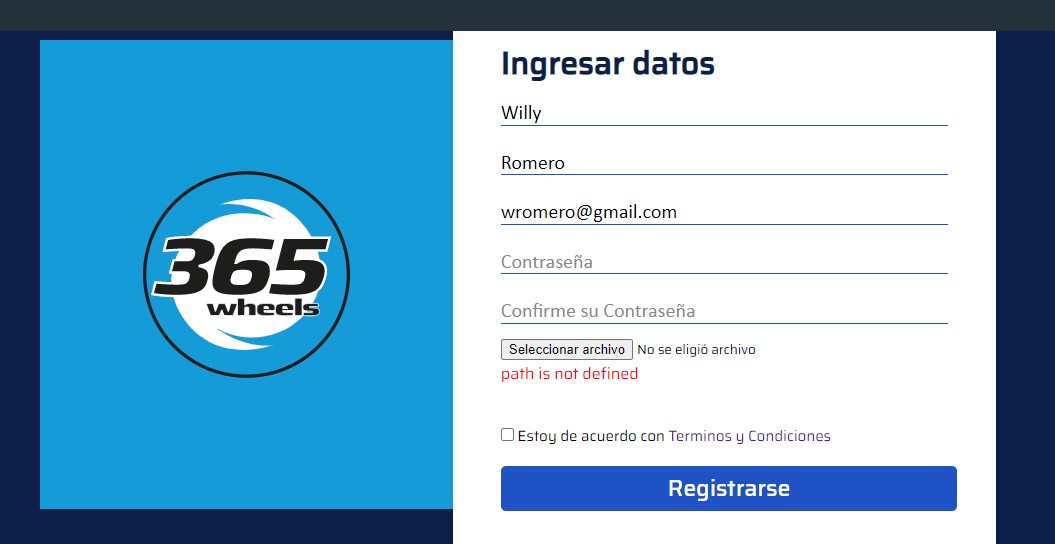 365
wheels
Ingresar datos
Willy
Romero
wromero@gmail.com
Contraseña
Confirme su Contraseña
Seleccionar archivo No se eligió archivo
path is not defined
Estoy de acuerdo con Terminos y Condiciones
Registrarse